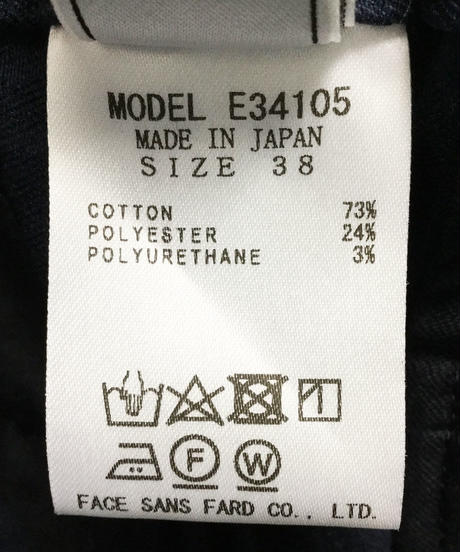 MODEL E34105
MADE IN JAPAN
SIZE 38
COTTON 73%
POLYESTER 24%
POLYURETHANE 3%
F W
FACE SANS FARD CO., LTD.